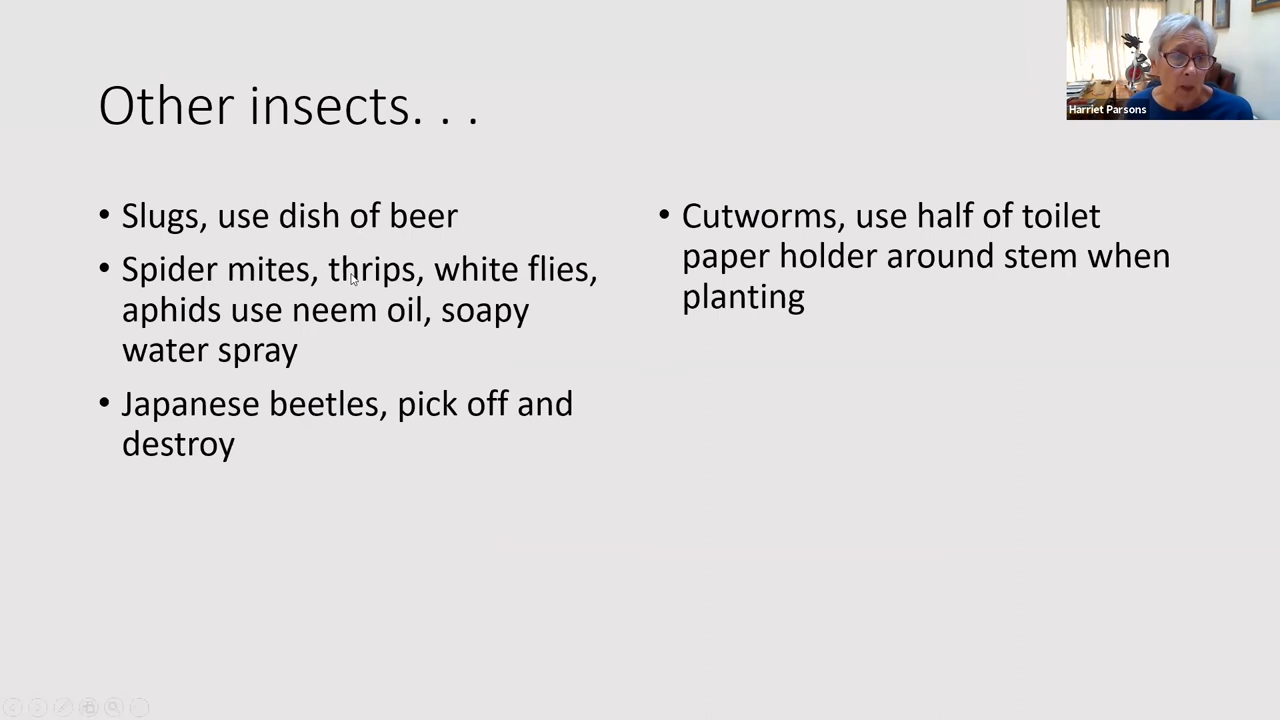 Other insects. . .
• Slugs, use dish of beer
• Spider mites, thrips, white flies,
aphids use neem oil, soapy
water spray
• Japanese beetles, pick off and
destroy
• Cutworms, use half of toilet
paper holder around stem when
planting
Harriet Parsons